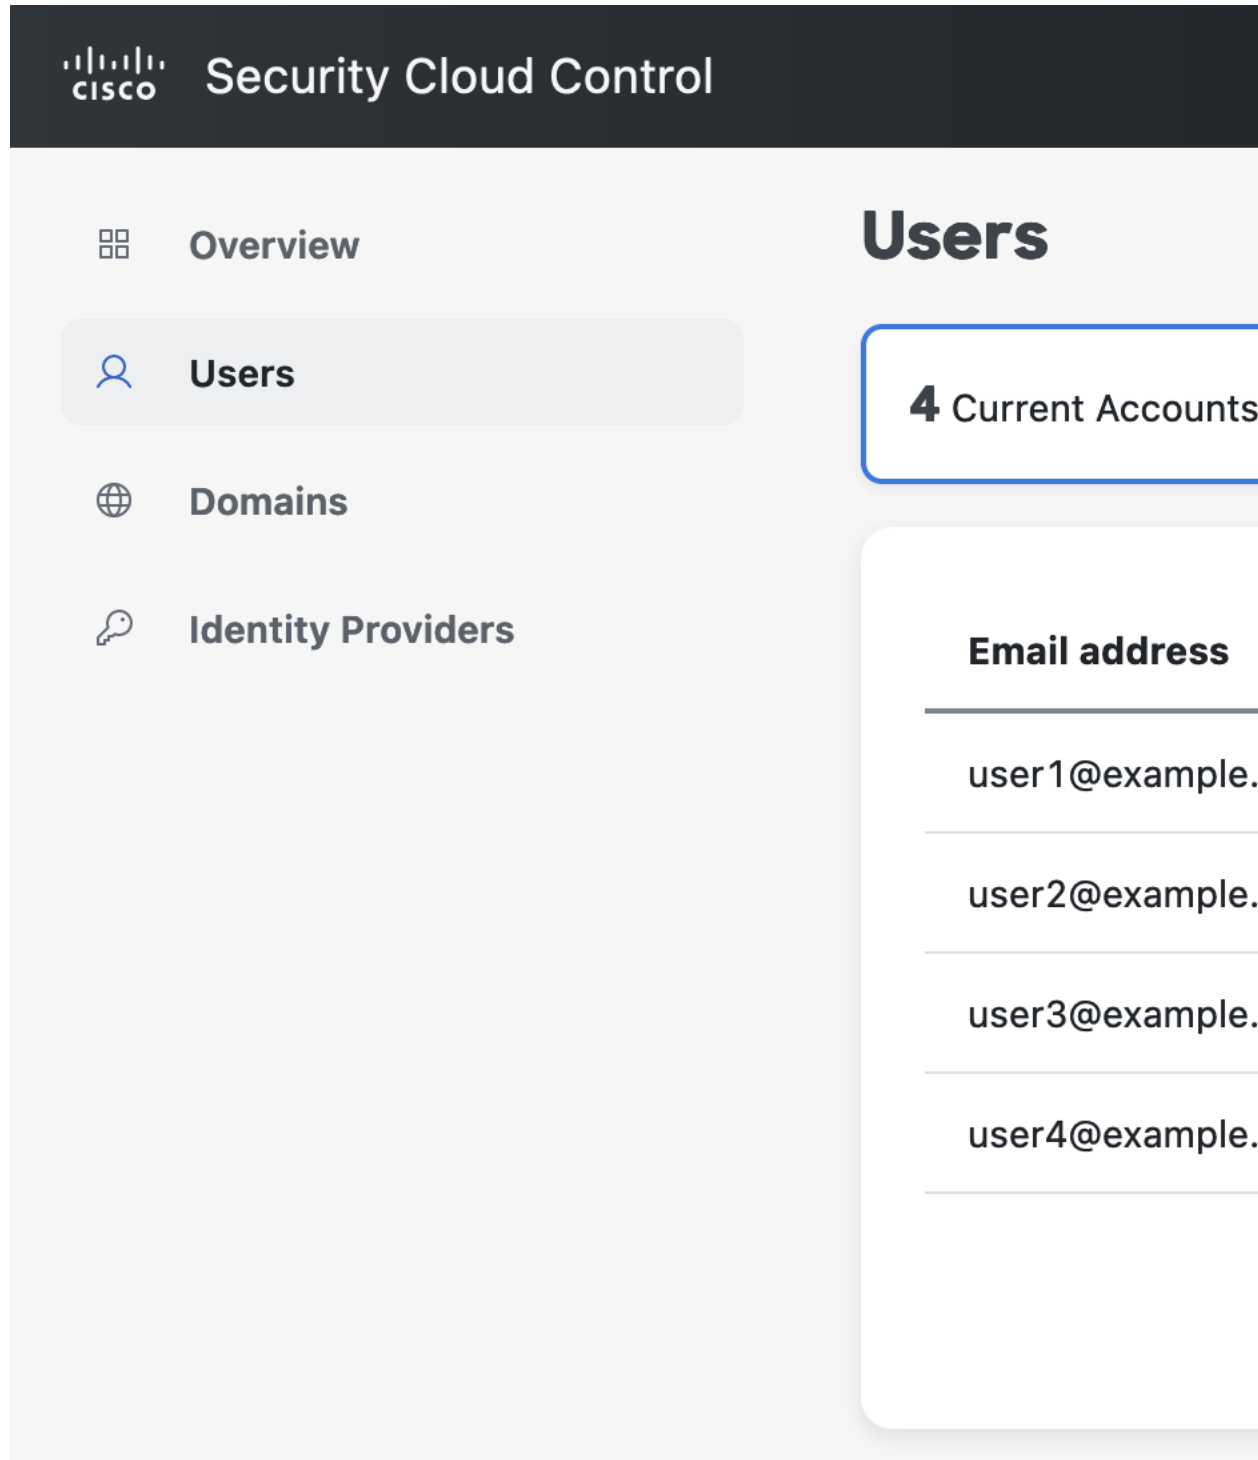 CISCO
Security Cloud Control
Overview
Users
Domains
Identity Providers
Users
4 Current Accounts
Email address
user1@example.
user2@example.
user3@example.
user4@example.